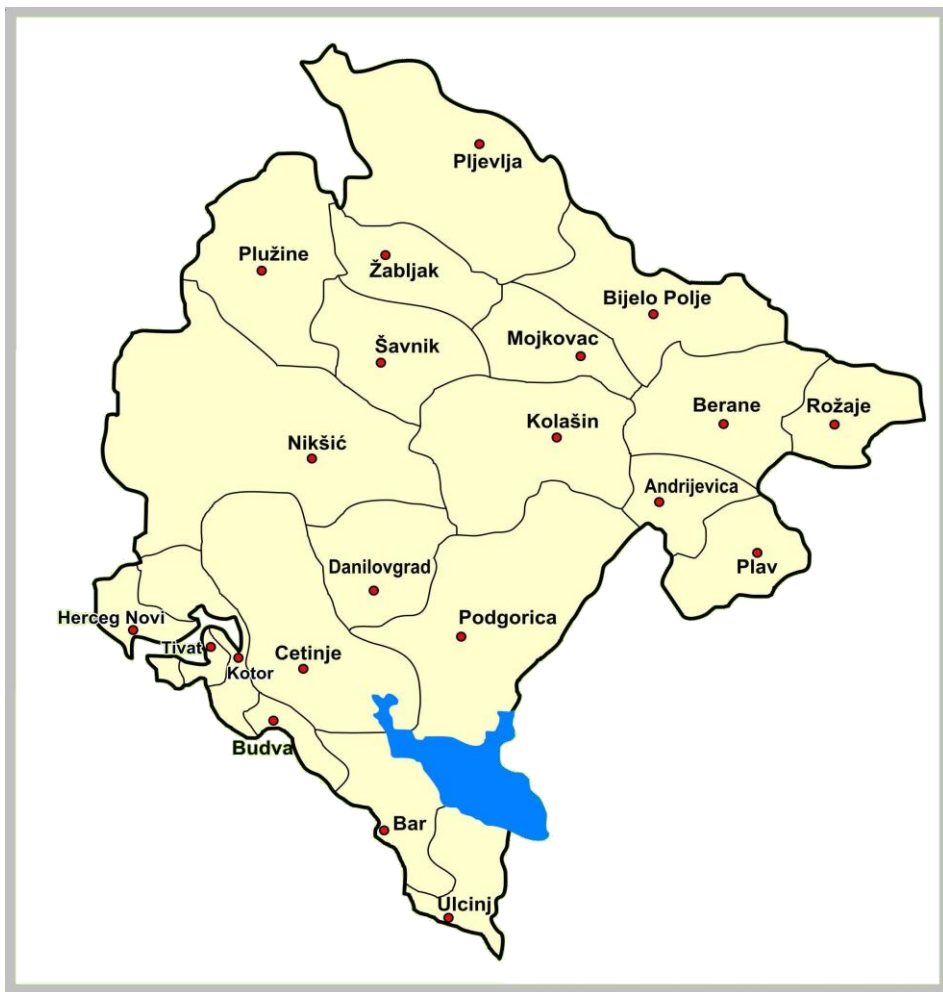 Pljevlja
Plužine
Žabljak
Bijelo Polje
Šavnik
Mojkovac
Berane
Rožaje
Kolašin
Nikšić
Andrijevica
Danilovgrad
Plav
Herceg Novi
Podgorica
Tivat
Cetinje
Kotor
Budva
Bar
Ulcinj